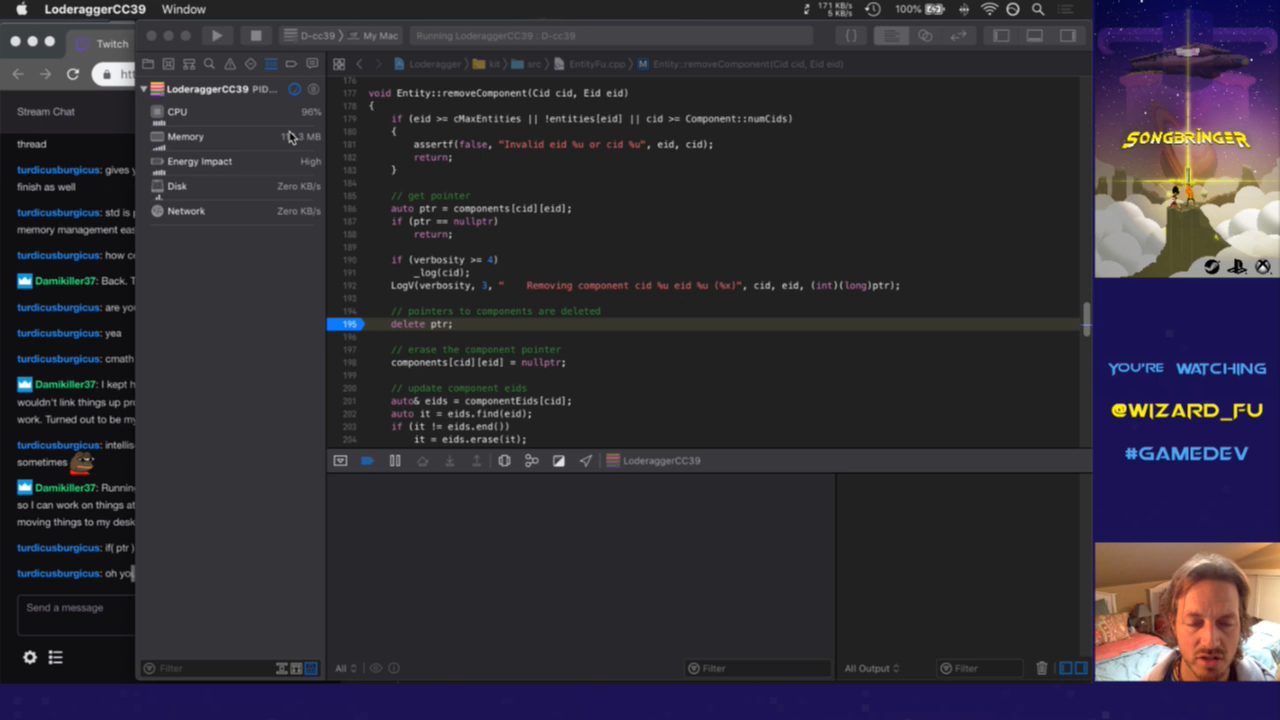 LoderaggerCC39 Window
171 KB/s
5 KB/s
100%
Twitch
htt
D-cc39 My Mac
Running LoderaggerCC39 : D-cc39
Loderagger kit src EntityFu.cpp M Entity::removeComponent(Cid cid, Eid eid)
LoderaggerCC39 PID...
CPU 96%
Memory MB
Energy Impact High
Disk Zero KB/s
Network Zero KB/s
Filter
Stream Chat
thread
turdicusburgicus: gives y
finish as well
turdicusburgicus: std is p
memory management eas
turdicusburgicus: how co
Damikiller37: Back. T
turdicusburgicus: are you
turdicusburgicus: yea
turdicusburgicus: cmath
Damikiller37: I kept h
wouldn't link things up pro
work. Turned out to be my
turdicusburgicus: intellis
sometimes
Damikiller37: Runnin
so I can work on things at
moving things to my desk
turdicusburgicus: if( ptr )
turdicusburgicus: oh you
Send a message
176
177 void Entity::removeComponent(Cid cid, Eid eid)
178 {
179 if (eid >= cMaxEntities || !entities[eid] || cid >= Component::numCids)
180 {
181 assertf(false, "Invalid eid %u or cid %u", eid, cid);
182 return;
183 }
184
185 // get pointer
186 auto ptr = components[cid][eid];
187 if (ptr == nullptr)
188 return;
189
190 if (verbosity >= 4)
191 _log(cid);
192 LogV(verbosity, 3, " Removing component cid %u eid %u (%x)", cid, eid, (int)(long)ptr);
193
194 // pointers to components are deleted
195 delete ptr;
196
197 // erase the component pointer
198 components[cid][eid] = nullptr;
199
200 // update component eids
201 auto& eids = componentEids[cid];
202 auto it = eids.find(eid);
203 if (it != eids.end())
204 it = eids.erase(it);
LoderaggerCC39
All
Filter
All Output
Filter
SONGBRINGER
YOU'RE WATCHING
@WIZARD_FU
#GAMEDEV